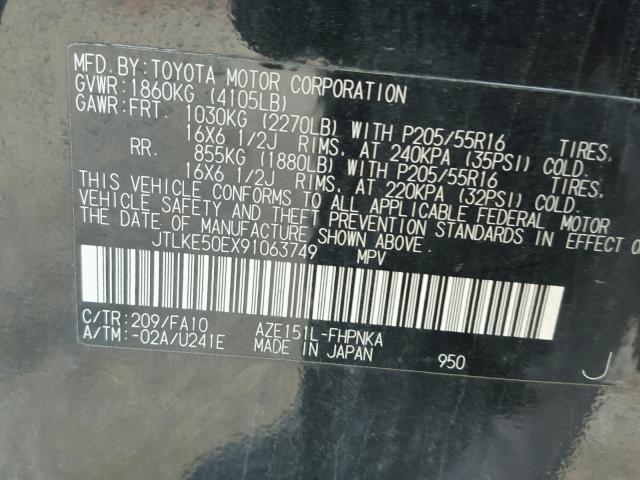 MFD. BY: TOYOTA MOTOR CORPORATION
GVWR: 1860KG (4105LB)
GAWR: FRT. 1030KG (2270LB) WITH P205/55R16 TIRES,
16X6 1/2J RIMS, AT 240KPA (35PSI) COLD.
RR. 855KG (1880LB) WITH P205/55R16 TIRES,
16X6 1/2J RIMS, AT 220KPA (32PSI) COLD.
THIS VEHICLE CONFORMS TO ALL APPLICABLE FEDERAL MOTOR
VEHICLE SAFETY AND THEFT PREVENTION STANDARDS IN EFFECT ON
THE DATE OF MANUFACTURE SHOWN ABOVE.
JTLKE50EX91063749 MPV
C/TR: 209/FA10 AZE151L-FHPNKA
A/TM: -02A/U241E MADE IN JAPAN 950 J